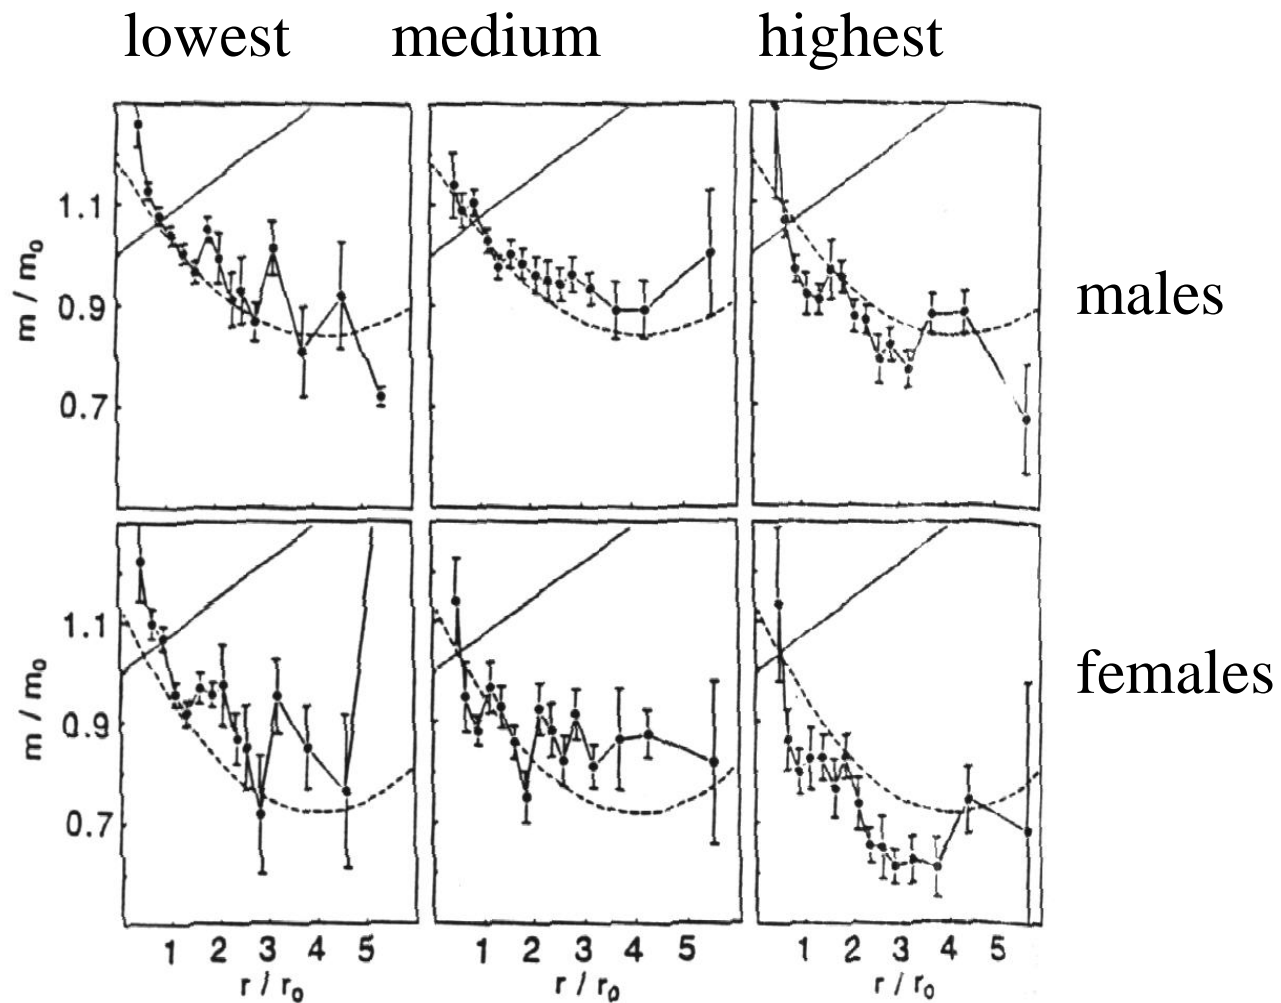 lowest medium highest
1.1
0.9
0.7
m / m₀
males
1.1
0.9
0.7
m / m₀
females
1 2 3 4 5 1 2 3 4 5 1 2 3 4 5
r / r₀ r / r₀ r / r₀